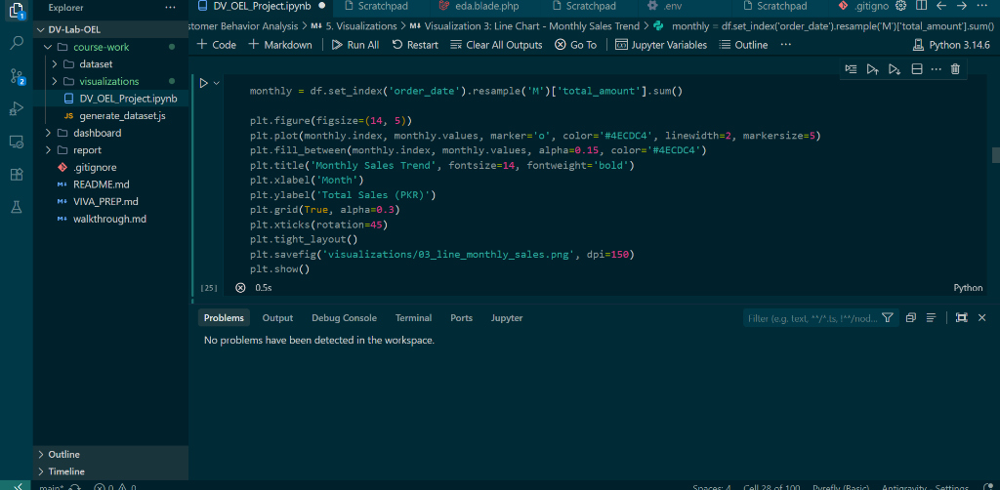 1
Explorer
DV_OEL_Project.ipynb
Scratchpad
eda.blade.php
Scratchpad
.env
Scratchpad
.gitigno
DV-Lab-OEL
stomer Behavior Analysis > M↓ 5. Visualizations > M↓ Visualization 3: Line Chart - Monthly Sales Trend > monthly = df.set_index('order_date').resample('M')['total_amount'].sum()
course-work
+ Code + Markdown Run All Restart Clear All Outputs Go To Jupyter Variables Outline ... Python 3.14.6
dataset
visualizations
2
DV_OEL_Project.ipynb
JS generate_dataset.js
dashboard
report
.gitignore
M↓ README.md
M↓ VIVA_PREP.md
M↓ walkthrough.md
monthly = df.set_index('order_date').resample('M')['total_amount'].sum()
plt.figure(figsize=(14, 5))
plt.plot(monthly.index, monthly.values, marker='o', color='#4ECDC4', linewidth=2, markersize=5)
plt.fill_between(monthly.index, monthly.values, alpha=0.15, color='#4ECDC4')
plt.title('Monthly Sales Trend', fontsize=14, fontweight='bold')
plt.xlabel('Month')
plt.ylabel('Total Sales (PKR)')
plt.grid(True, alpha=0.3)
plt.xticks(rotation=45)
plt.tight_layout()
plt.savefig('visualizations/03_line_monthly_sales.png', dpi=150)
plt.show()
[25] 0.5s Python
Problems Output Debug Console Terminal Ports Jupyter
Filter (e.g. text, **/*.ts, !**/nod...
No problems have been detected in the workspace.
Outline
Timeline
main* 0 0 Spaces: 4 Cell 28 of 100 Pyrefly (Basic) Antigravity - Settings